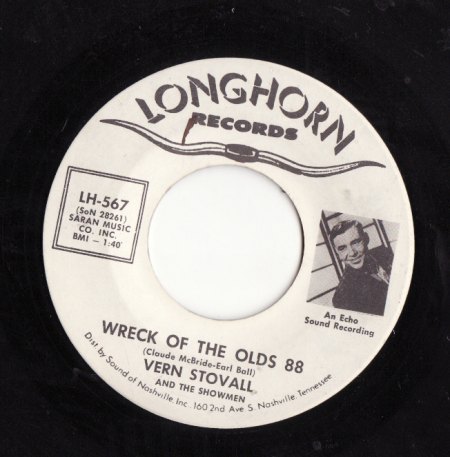 LONGHORN
RECORDS
LH-567
(SoN 28261)
SARAN MUSIC
CO. INC.
BMI - 1:40
An Echo
Sound Recording
WRECK OF THE OLDS 88
(Claude McBride-Earl Ball)
VERN STOVALL
AND THE SHOWMEN
Dist by Sound of Nashville Inc. 160 2nd Ave S. Nashville, Tennessee